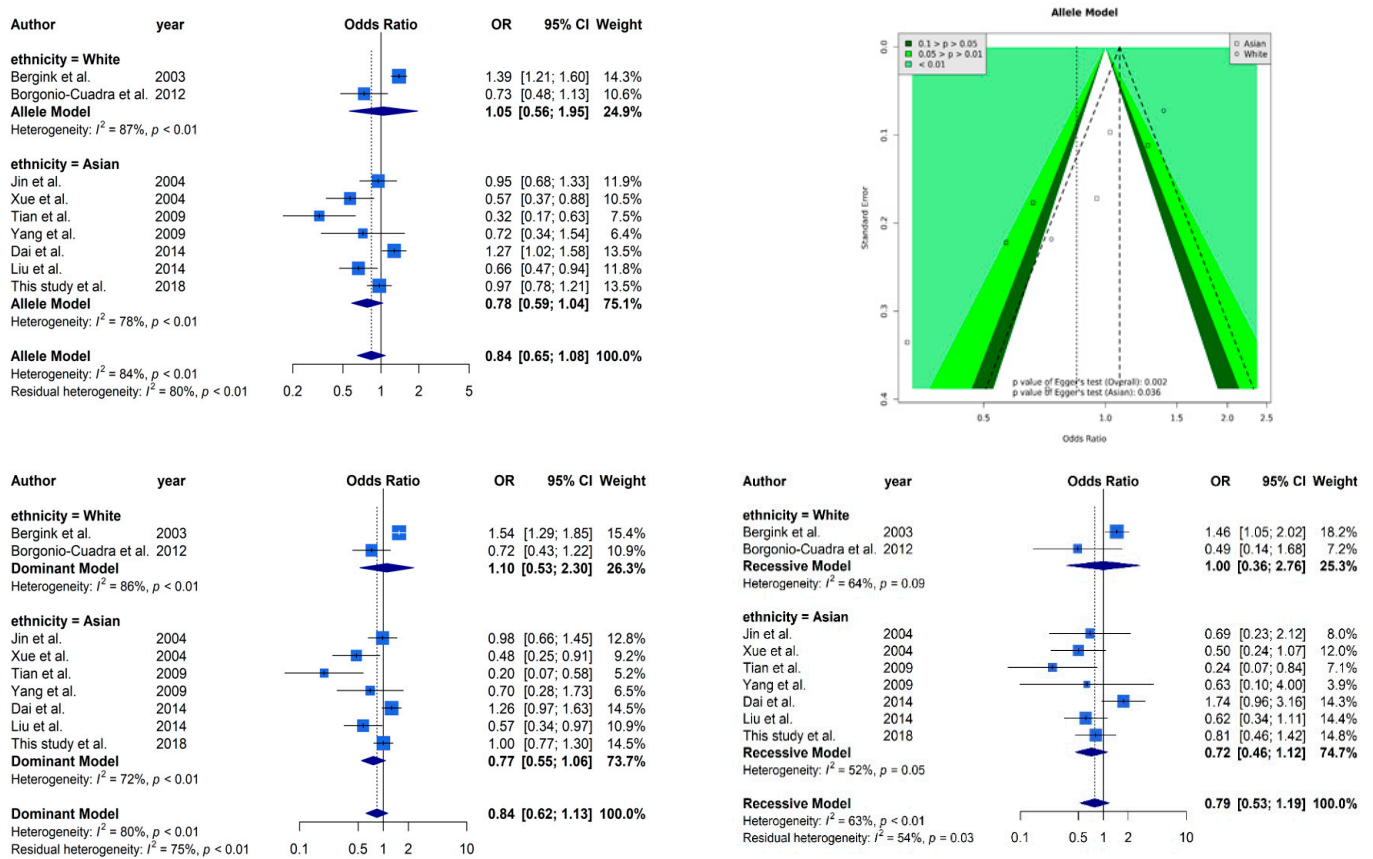 Author year Odds Ratio OR 95% CI Weight
ethnicity = White
Bergink et al. 2003 1.39 [1.21; 1.60] 14.3%
Borgonio-Cuadra et al. 2012 0.73 [0.48; 1.13] 10.6%
Allele Model 1.05 [0.56; 1.95] 24.9%
Heterogeneity: I² = 87%, p < 0.01
ethnicity = Asian
Jin et al. 2004 0.95 [0.68; 1.33] 11.9%
Xue et al. 2004 0.57 [0.37; 0.88] 10.5%
Tian et al. 2009 0.32 [0.17; 0.63] 7.5%
Yang et al. 2009 0.72 [0.34; 1.54] 6.4%
Dai et al. 2014 1.27 [1.02; 1.58] 13.5%
Liu et al. 2014 0.66 [0.47; 0.94] 11.8%
This study et al. 2018 0.97 [0.78; 1.21] 13.5%
Allele Model 0.78 [0.59; 1.04] 75.1%
Heterogeneity: I² = 78%, p < 0.01
Allele Model 0.84 [0.65; 1.08] 100.0%
Heterogeneity: I² = 84%, p < 0.01
Residual heterogeneity: I² = 80%, p < 0.01
0.2 0.5 1 2 5
Allele Model
0.1 > p > 0.05
0.05 > p > 0.01
< 0.01
Asian
White
Standard Error
0.0
0.1
0.2
0.3
0.4
p value of Egger's test (Overall): 0.002
p value of Egger's test (Asian): 0.036
0.5 1.0 1.5 2.0 2.5
Odds Ratio
Author year Odds Ratio OR 95% CI Weight
ethnicity = White
Bergink et al. 2003 1.54 [1.29; 1.85] 15.4%
Borgonio-Cuadra et al. 2012 0.72 [0.43; 1.22] 10.9%
Dominant Model 1.10 [0.53; 2.30] 26.3%
Heterogeneity: I² = 86%, p < 0.01
ethnicity = Asian
Jin et al. 2004 0.98 [0.66; 1.45] 12.8%
Xue et al. 2004 0.48 [0.25; 0.91] 9.2%
Tian et al. 2009 0.20 [0.07; 0.58] 5.2%
Yang et al. 2009 0.70 [0.28; 1.73] 6.5%
Dai et al. 2014 1.26 [0.97; 1.63] 14.5%
Liu et al. 2014 0.57 [0.34; 0.97] 10.9%
This study et al. 2018 1.00 [0.77; 1.30] 14.5%
Dominant Model 0.77 [0.55; 1.06] 73.7%
Heterogeneity: I² = 72%, p < 0.01
Dominant Model 0.84 [0.62; 1.13] 100.0%
Heterogeneity: I² = 80%, p < 0.01
Residual heterogeneity: I² = 75%, p < 0.01
0.1 0.5 1 2 10
Author year Odds Ratio OR 95% CI Weight
ethnicity = White
Bergink et al. 2003 1.46 [1.05; 2.02] 18.2%
Borgonio-Cuadra et al. 2012 0.49 [0.14; 1.68] 7.2%
Recessive Model 1.00 [0.36; 2.76] 25.3%
Heterogeneity: I² = 64%, p = 0.09
ethnicity = Asian
Jin et al. 2004 0.69 [0.23; 2.12] 8.0%
Xue et al. 2004 0.50 [0.24; 1.07] 12.0%
Tian et al. 2009 0.24 [0.07; 0.84] 7.1%
Yang et al. 2009 0.63 [0.10; 4.00] 3.9%
Dai et al. 2014 1.74 [0.96; 3.16] 14.3%
Liu et al. 2014 0.62 [0.34; 1.11] 14.4%
This study et al. 2018 0.81 [0.46; 1.42] 14.8%
Recessive Model 0.72 [0.46; 1.12] 74.7%
Heterogeneity: I² = 52%, p = 0.05
Recessive Model 0.79 [0.53; 1.19] 100.0%
Heterogeneity: I² = 63%, p < 0.01
Residual heterogeneity: I² = 54%, p = 0.03
0.1 0.5 1 2 10